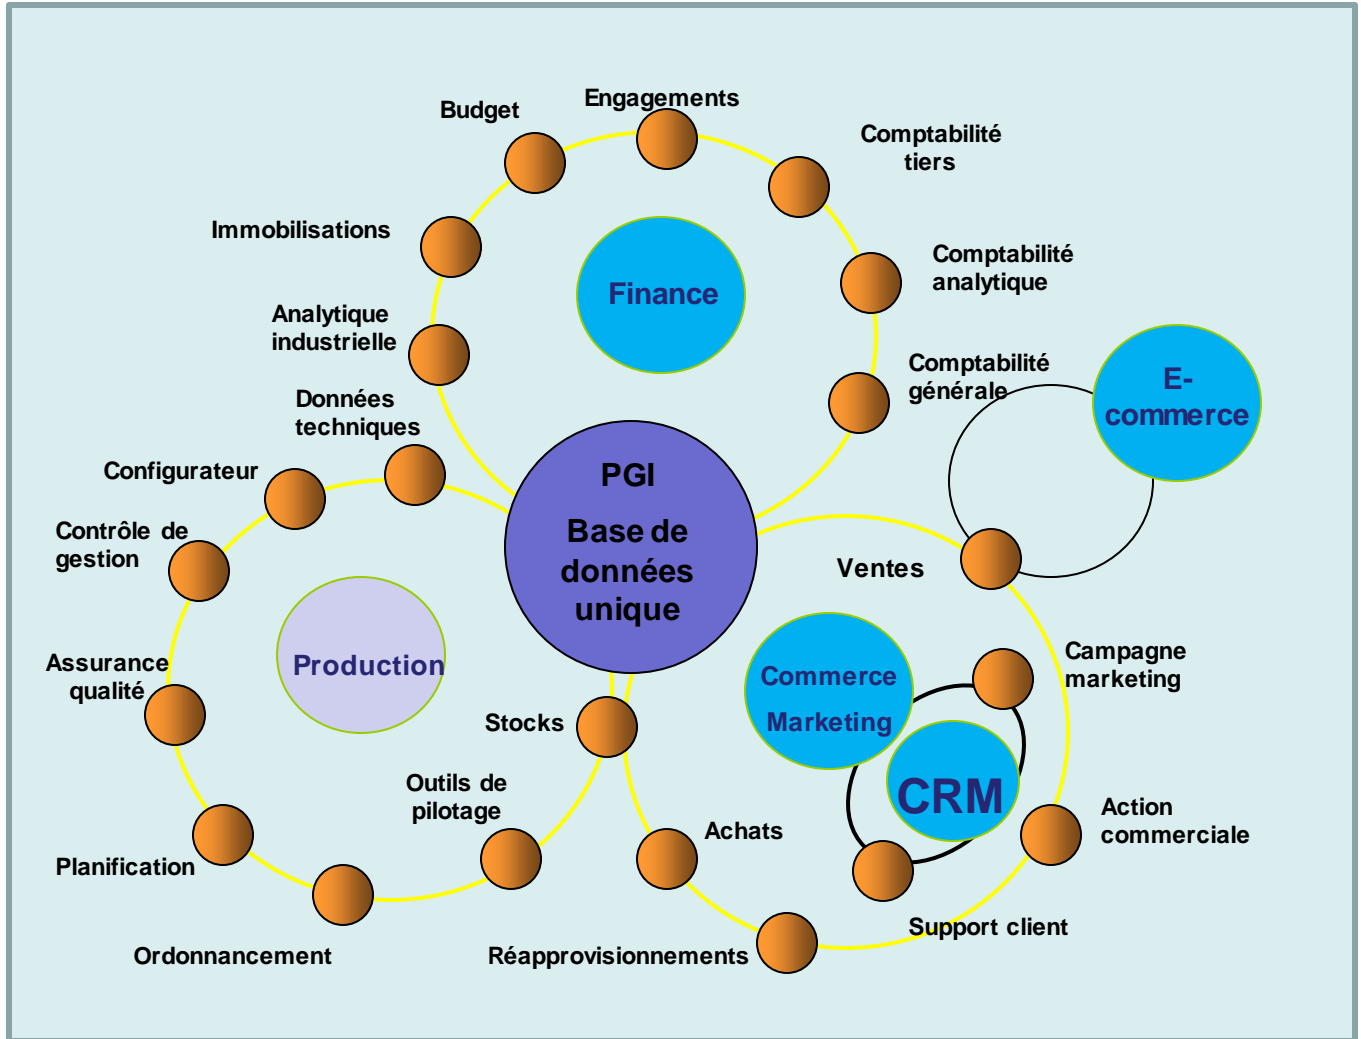 Engagements
Budget
Comptabilité
tiers
Immobilisations
Comptabilité
analytique
Finance
Analytique
industrielle
Comptabilité
générale
E-
commerce
Données
techniques
Configurateur
PGI
Base de
données
unique
Contrôle de
gestion
Ventes
Production
Assurance
qualité
Commerce
Marketing
Campagne
marketing
Stocks
CRM
Outils de
pilotage
Achats
Action
commerciale
Planification
Support client
Ordonnancement
Réapprovisionnements